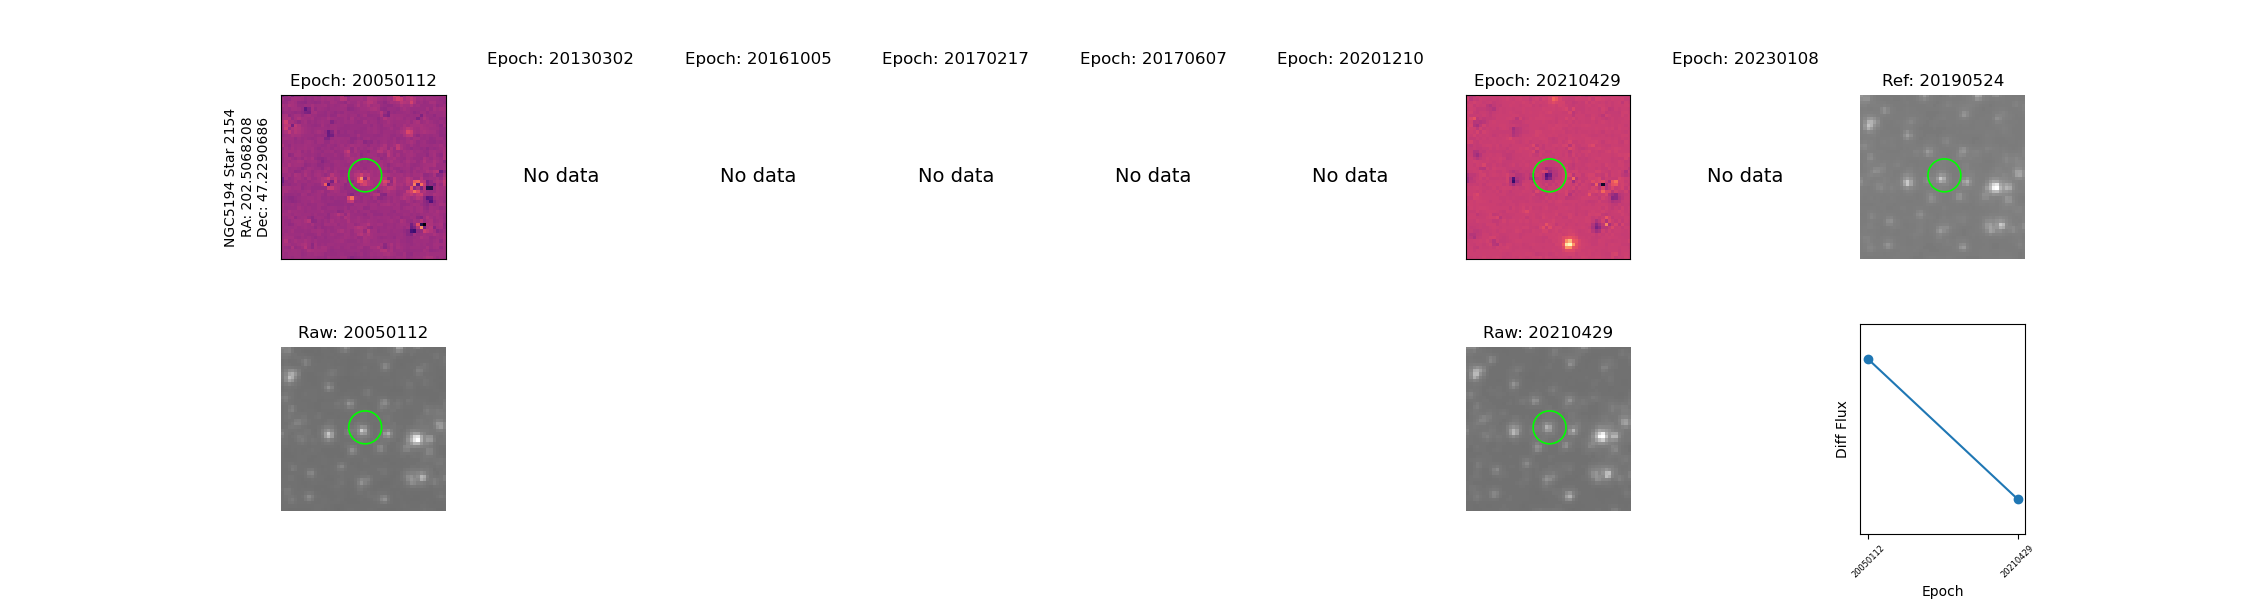 Epoch: 20050112
Epoch: 20130302
Epoch: 20161005
Epoch: 20170217
Epoch: 20170607
Epoch: 20201210
Epoch: 20210429
Epoch: 20230108
Ref: 20190524
NGC5194 Star 2154
RA: 202.5068208
Dec: 47.2290686
No data
No data
No data
No data
No data
No data
Raw: 20050112
Raw: 20210429
Diff Flux
20050112
20210429
Epoch